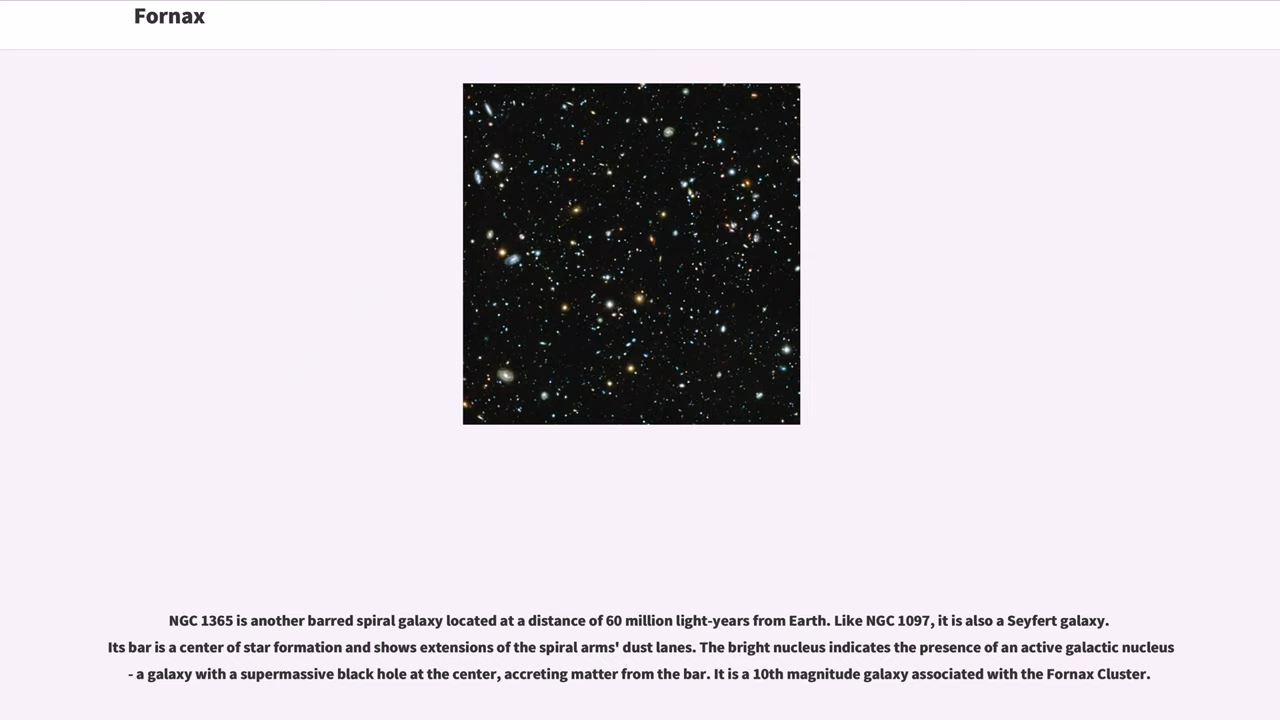 Fornax
NGC 1365 is another barred spiral galaxy located at a distance of 60 million light-years from Earth. Like NGC 1097, it is also a Seyfert galaxy.
Its bar is a center of star formation and shows extensions of the spiral arms' dust lanes. The bright nucleus indicates the presence of an active galactic nucleus
- a galaxy with a supermassive black hole at the center, accreting matter from the bar. It is a 10th magnitude galaxy associated with the Fornax Cluster.